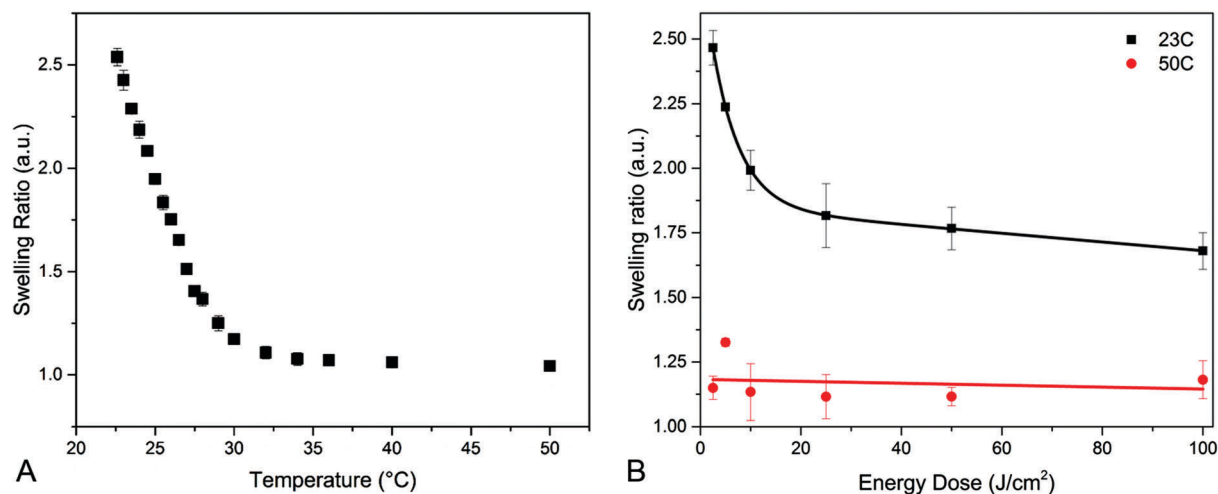 2.5
2.0
1.5
1.0
Swelling Ratio (a.u.)
20 25 30 35 40 45 50
Temperature (°C)
A
2.50
2.25
2.00
1.75
1.50
1.25
1.00
Swelling ratio (a.u.)
23C
50C
0 20 40 60 80 100
Energy Dose (J/cm²)
B